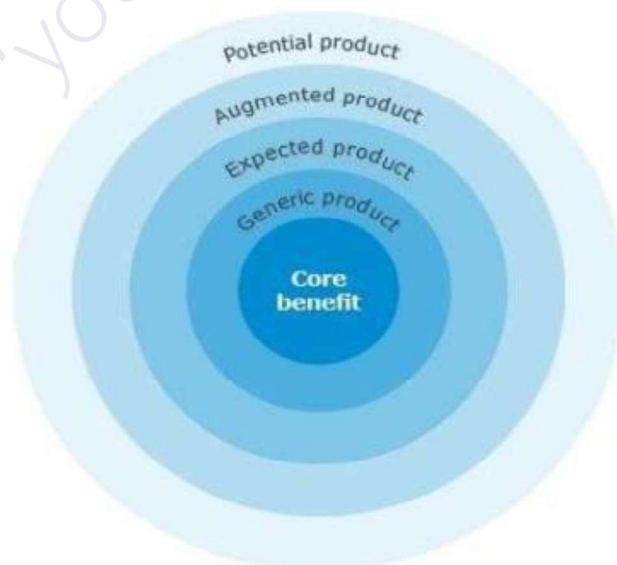 Potential product
Augmented product
Expected product
Generic product
Core
benefit